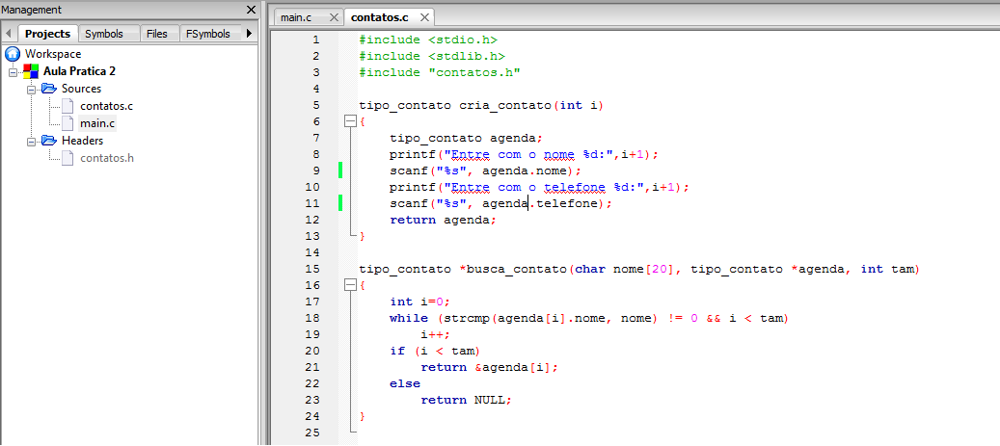 Management
main.c
contatos.c
Projects
Symbols
Files
FSymbols
Workspace
Aula Pratica 2
Sources
contatos.c
main.c
Headers
contatos.h
1 #include <stdio.h>
2 #include <stdlib.h>
3 #include "contatos.h"
4
5 tipo_contato cria_contato(int i)
6 {
7     tipo_contato agenda;
8     printf("Entre com o nome %d:",i+1);
9     scanf("%s", agenda.nome);
10     printf("Entre com o telefone %d:",i+1);
11     scanf("%s", agenda.telefone);
12     return agenda;
13 }
14
15 tipo_contato *busca_contato(char nome[20], tipo_contato *agenda, int tam)
16 {
17     int i=0;
18     while (strcmp(agenda[i].nome, nome) != 0 && i < tam)
19         i++;
20     if (i < tam)
21         return &agenda[i];
22     else
23         return NULL;
24 }
25